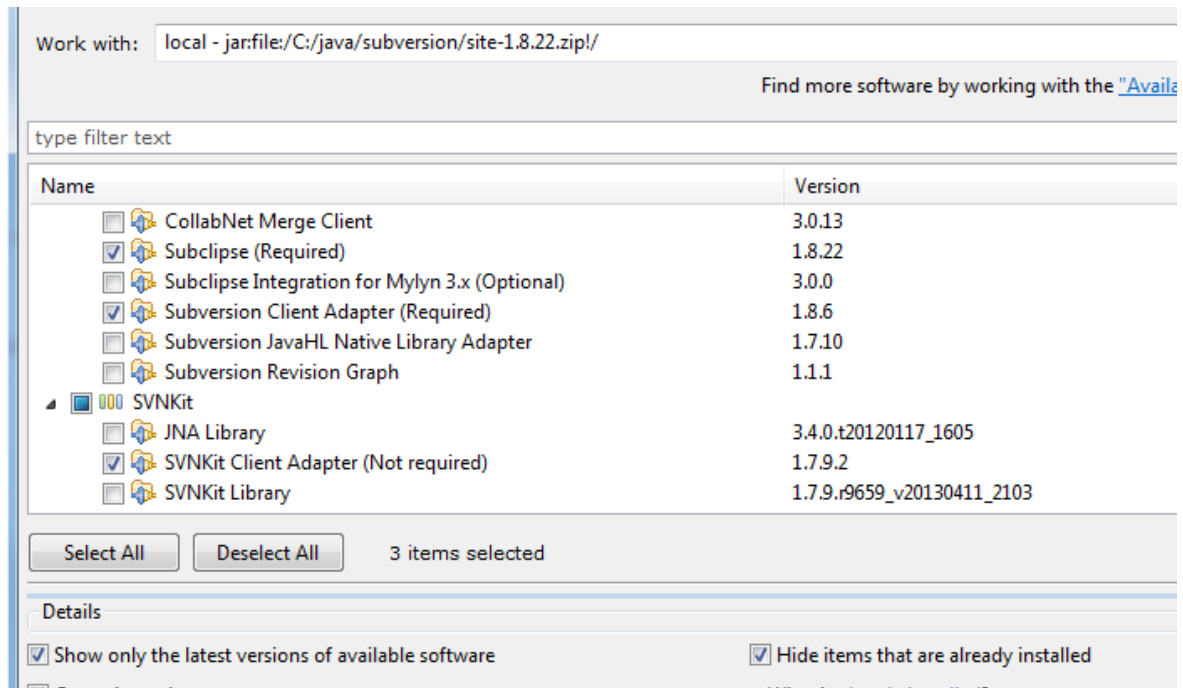 Work with: local - jar:file:/C:/java/subversion/site-1.8.22.zip!/
Find more software by working with the "Availa
type filter text
Name Version
CollabNet Merge Client 3.0.13
Subclipse (Required) 1.8.22
Subclipse Integration for Mylyn 3.x (Optional) 3.0.0
Subversion Client Adapter (Required) 1.8.6
Subversion JavaHL Native Library Adapter 1.7.10
Subversion Revision Graph 1.1.1
SVNKit
JNA Library 3.4.0.t20120117_1605
SVNKit Client Adapter (Not required) 1.7.9.2
SVNKit Library 1.7.9.r9659_v20130411_2103
Select All Deselect All 3 items selected
Details
Show only the latest versions of available software Hide items that are already installed